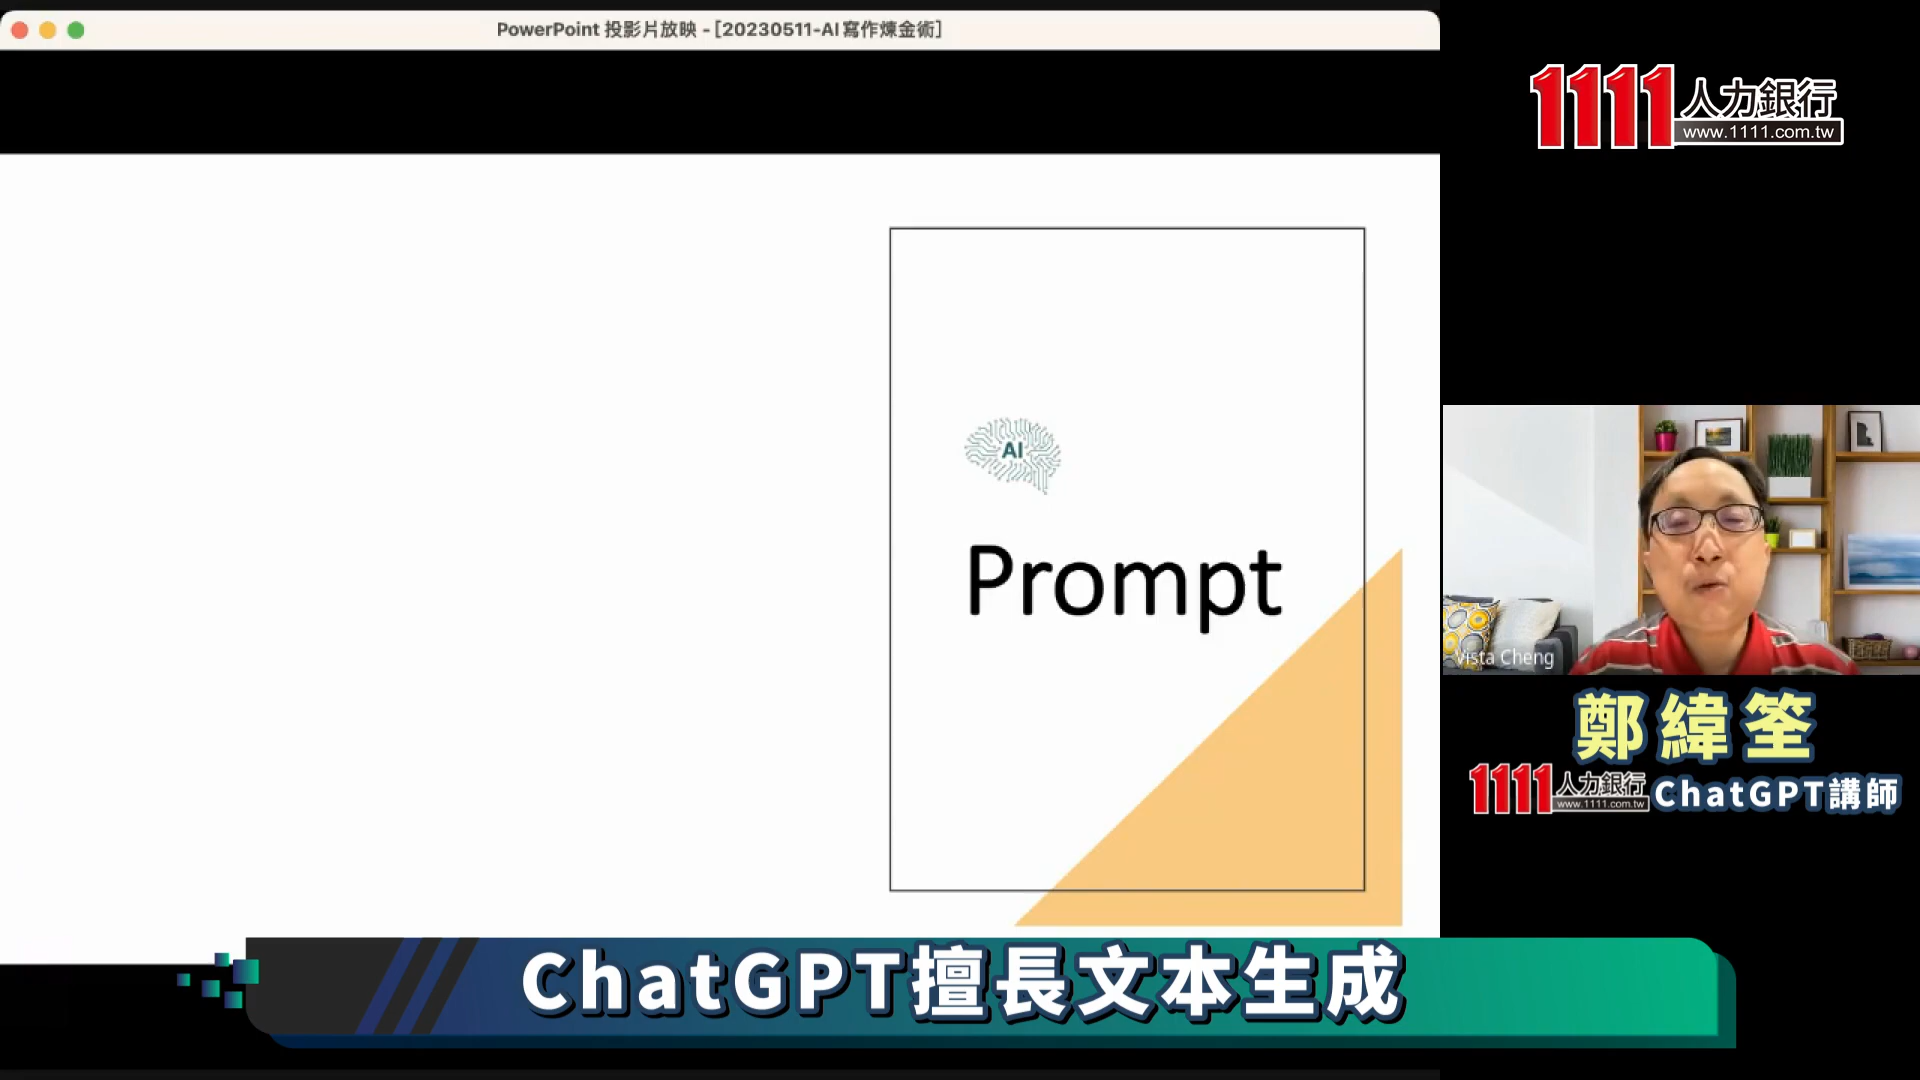 PowerPoint 投影片放映 - [20230511-AI寫作煉金術]
1111人力銀行
www.1111.com.tw
AI
Prompt
Vista Cheng
鄭緯筌
1111人力銀行
www.1111.com.tw
ChatGPT講師
ChatGPT擅長文本生成